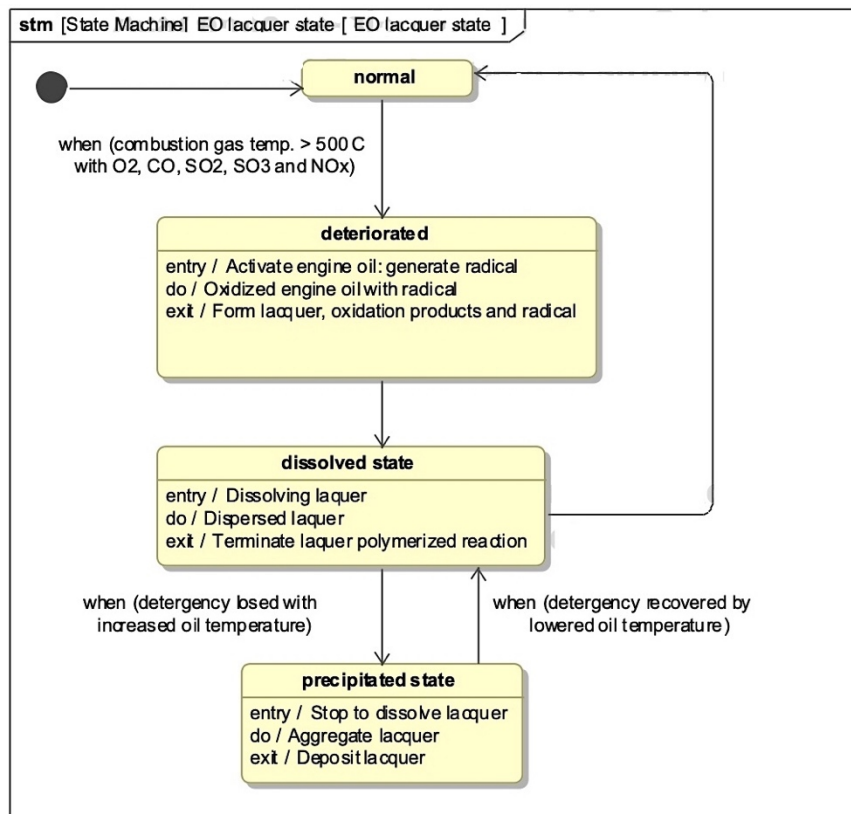 stm [State Machine] EO lacquer state [ EO lacquer state ]
normal
when (combustion gas temp. > 500 C
with O2, CO, SO2, SO3 and NOx)
deteriorated
entry / Activate engine oil: generate radical
do / Oxidized engine oil with radical
exit / Form lacquer, oxidation products and radical
dissolved state
entry / Dissolving laquer
do / Dispersed laquer
exit / Terminate laquer polymerized reaction
when (detergency losed with
increased oil temperature)
when (detergency recovered by
lowered oil temperature)
precipitated state
entry / Stop to dissolve lacquer
do / Aggregate lacquer
exit / Deposit lacquer